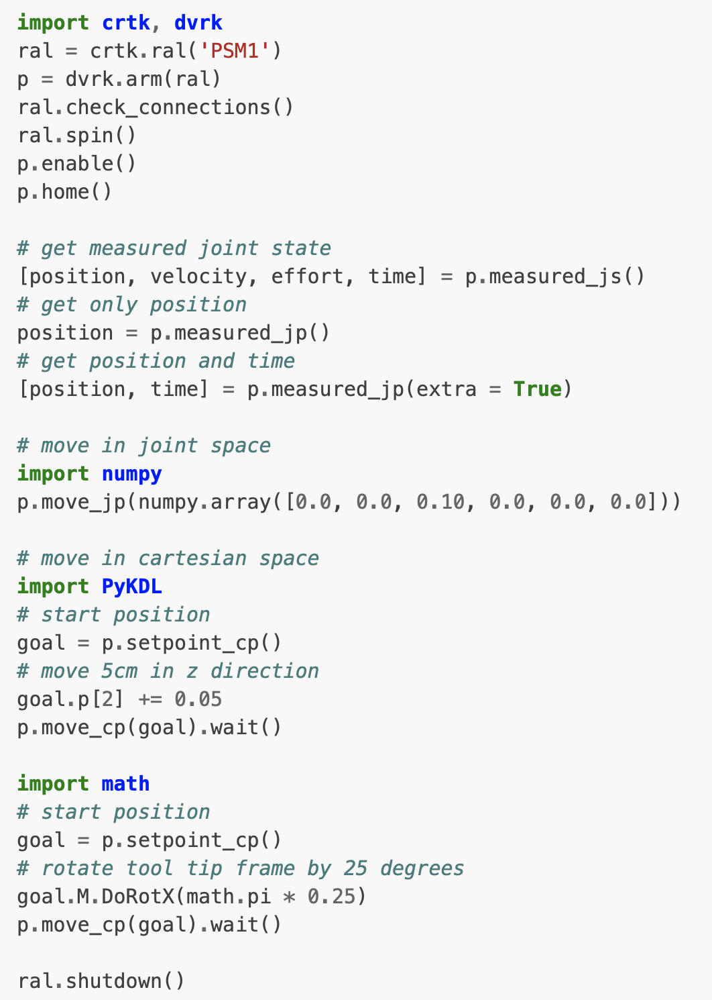 import crtk, dvrk
ral = crtk.ral('PSM1')
p = dvrk.arm(ral)
ral.check_connections()
ral.spin()
p.enable()
p.home()
# get measured joint state
[position, velocity, effort, time] = p.measured_js()
# get only position
position = p.measured_jp()
# get position and time
[position, time] = p.measured_jp(extra = True)
# move in joint space
import numpy
p.move_jp(numpy.array([0.0, 0.0, 0.10, 0.0, 0.0, 0.0]))
# move in cartesian space
import PyKDL
# start position
goal = p.setpoint_cp()
# move 5cm in z direction
goal.p[2] += 0.05
p.move_cp(goal).wait()
import math
# start position
goal = p.setpoint_cp()
# rotate tool tip frame by 25 degrees
goal.M.DoRotX(math.pi * 0.25)
p.move_cp(goal).wait()
ral.shutdown()